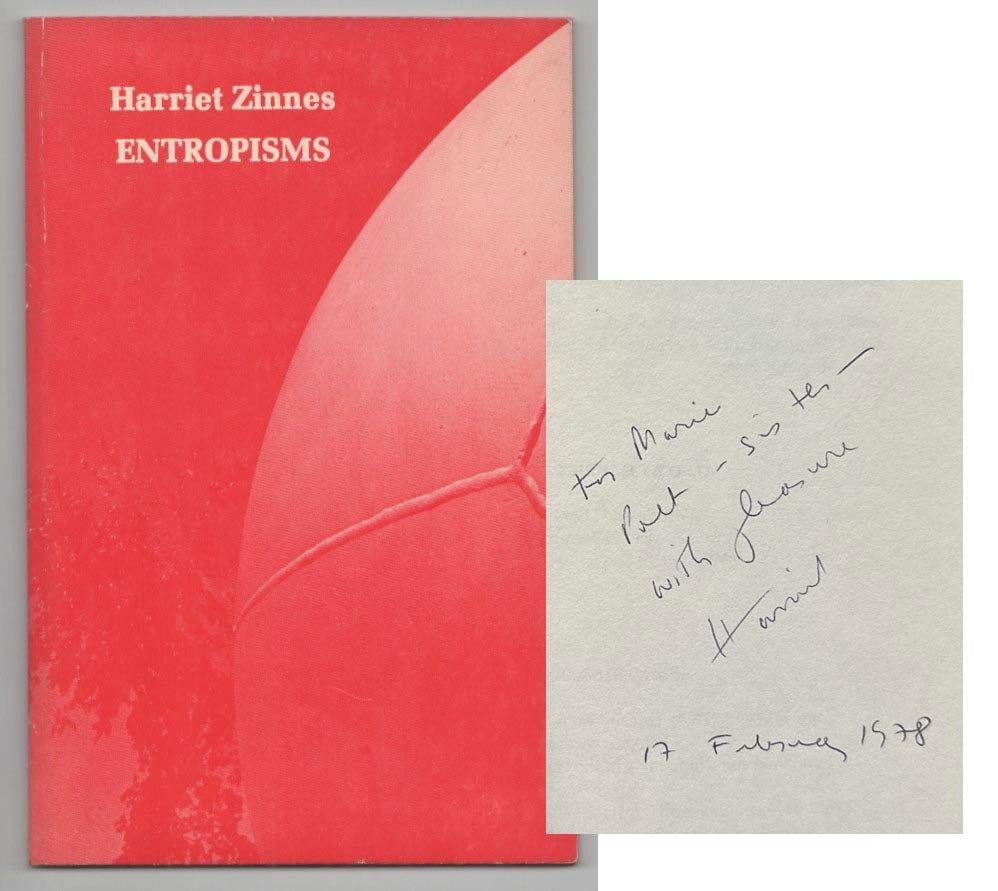 Harriet Zinnes
ENTROPISMS
For Marie
Poet - sister -
with pleasure
Harriet
17 February 1978